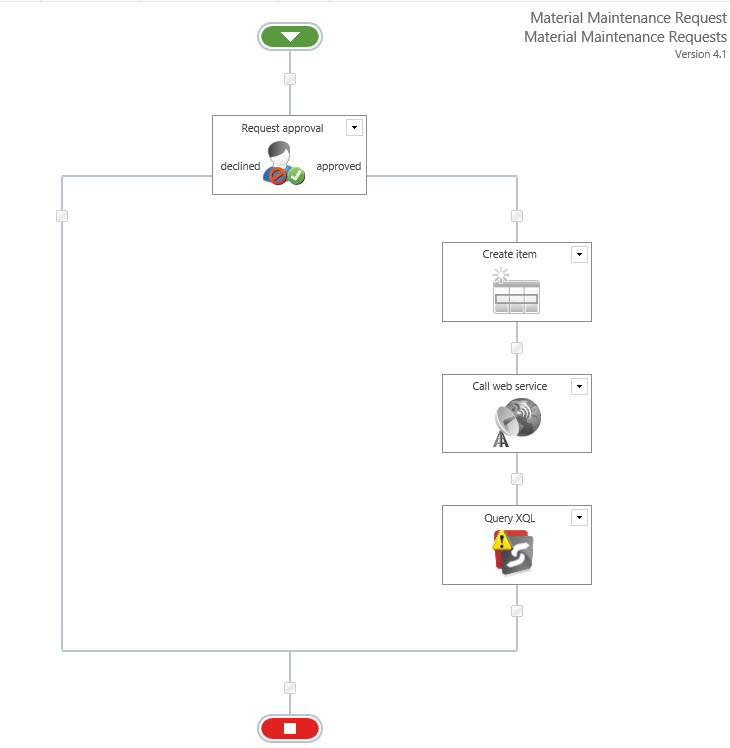 Material Maintenance Request
Material Maintenance Requests
Version 4.1
Request approval
declined
approved
Create item
Call web service
Query XQL